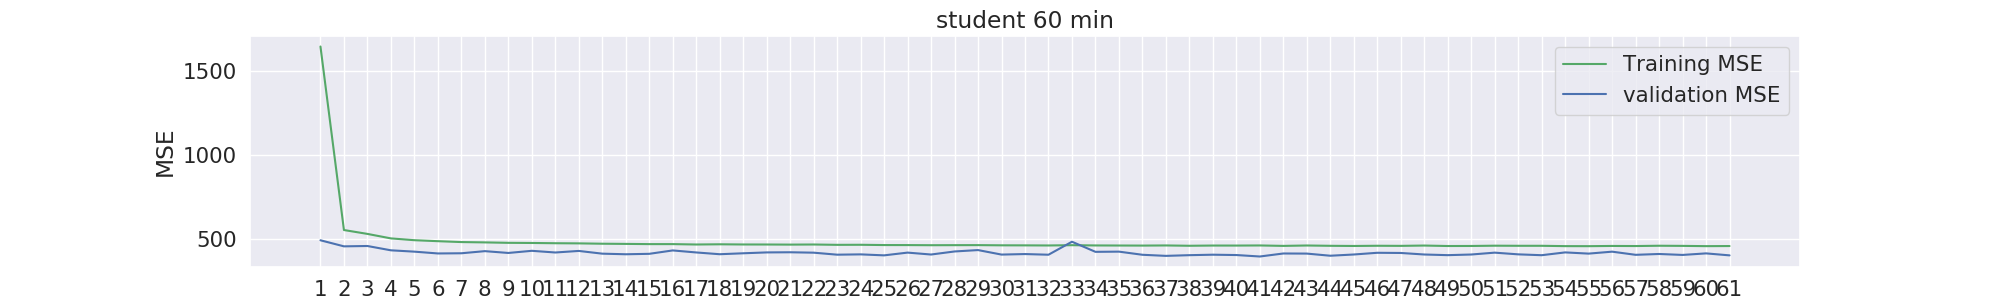 student 60 min
MSE
1500
1000
500
Training MSE
validation MSE
1 2 3 4 5 6 7 8 9 10 11 12 13 14 15 16 17 18 19 20 21 22 23 24 25 26 27 28 29 30 31 32 33 34 35 36 37 38 39 40 41 42 43 44 45 46 47 48 49 50 51 52 53 54 55 56 57 58 59 60 61